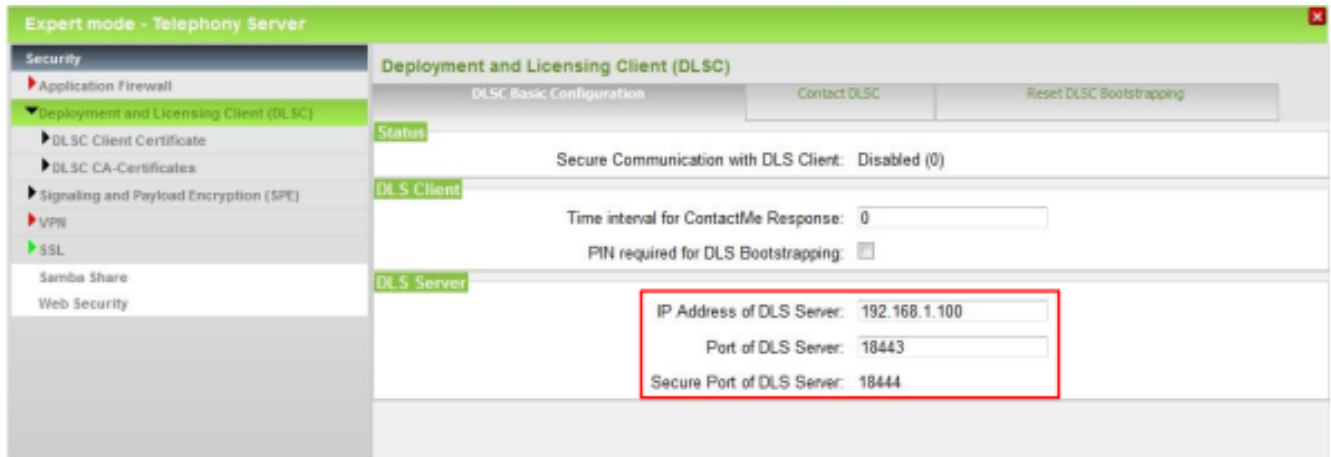 Expert mode - Telephony Server
Security
Application Firewall
Deployment and Licensing Client (DLSC)
DLSC Client Certificate
DLSC CA-Certificates
Signaling and Payload Encryption (SPE)
VPN
SSL
Samba Share
Web Security
Deployment and Licensing Client (DLSC)
DLSC Basic Configuration Contact DLSC Reset DLSC Bootstrapping
Status
Secure Communication with DLS Client: Disabled (0)
DLS Client
Time interval for ContactMe Response: 0
PIN required for DLS Bootstrapping:
DLS Server
IP Address of DLS Server: 192.168.1.100
Port of DLS Server: 18443
Secure Port of DLS Server: 18444